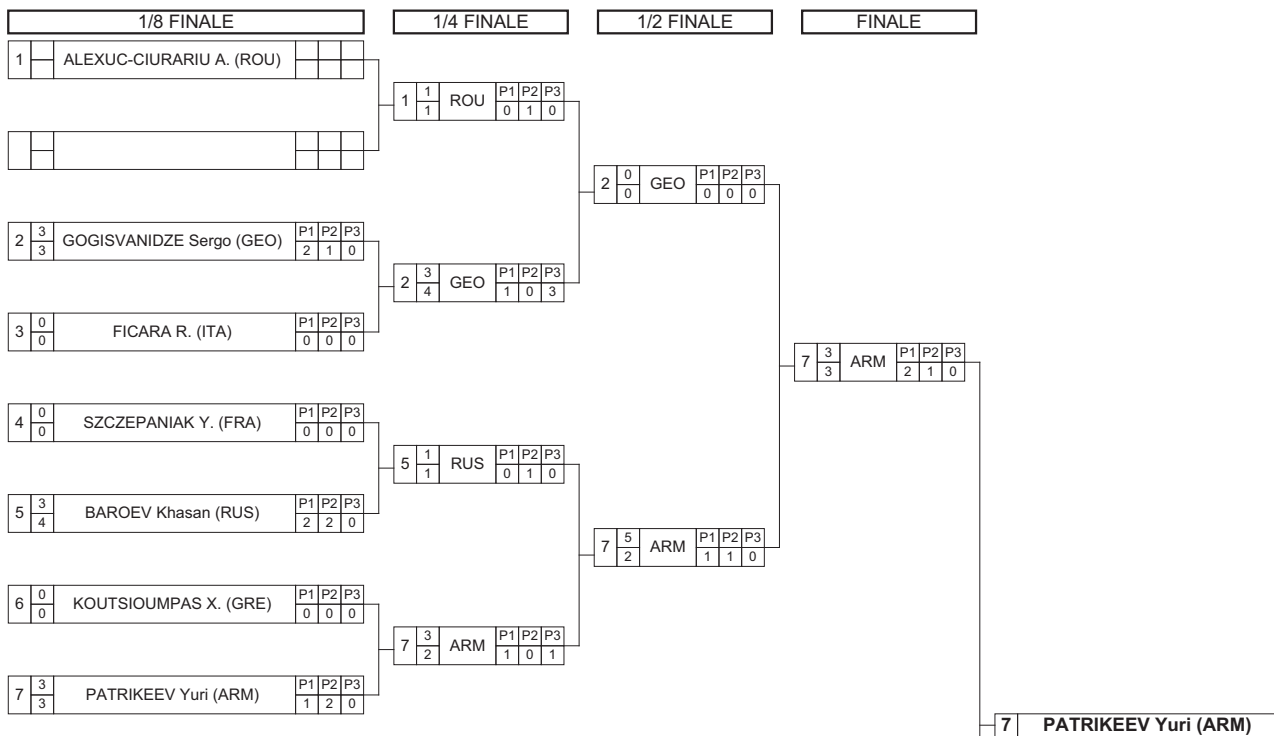 1/8 FINALE 1/4 FINALE 1/2 FINALE FINALE
1 ALEXUC-CIURARIU A. (ROU)
1 1 ROU P1 P2 P3
1 0 1 0
2 0 GEO P1 P2 P3
0 0 0 0
2 3 GOGISVANIDZE Sergo (GEO) P1 P2 P3
3 2 1 0
2 3 GEO P1 P2 P3
4 1 0 3
3 0 FICARA R. (ITA) P1 P2 P3
0 0 0 0
7 3 ARM P1 P2 P3
3 2 1 0
4 0 SZCZEPANIAK Y. (FRA) P1 P2 P3
0 0 0 0
5 1 RUS P1 P2 P3
1 0 1 0
5 3 BAROEV Khasan (RUS) P1 P2 P3
4 2 2 0
7 5 ARM P1 P2 P3
2 1 1 0
6 0 KOUTSIOUMPAS X. (GRE) P1 P2 P3
0 0 0 0
7 3 ARM P1 P2 P3
2 1 0 1
7 3 PATRIKEEV Yuri (ARM) P1 P2 P3
3 1 2 0
7 PATRIKEEV Yuri (ARM)